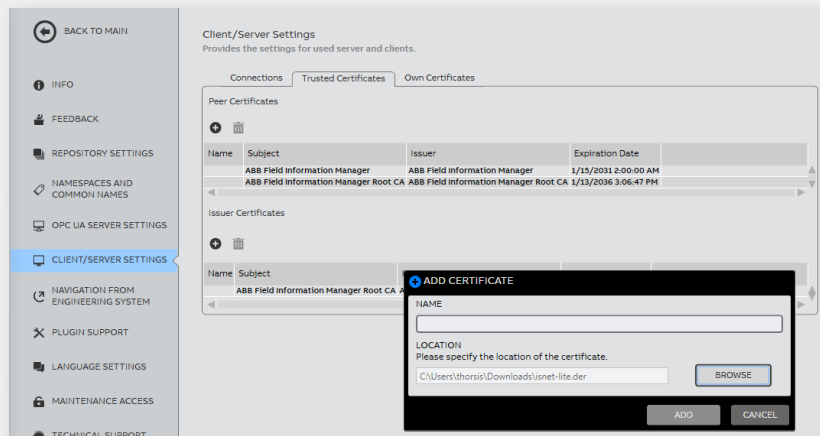 BACK TO MAIN
INFO
FEEDBACK
REPOSITORY SETTINGS
NAMESPACES AND
COMMON NAMES
OPC UA SERVER SETTINGS
CLIENT/SERVER SETTINGS
NAVIGATION FROM
ENGINEERING SYSTEM
PLUGIN SUPPORT
LANGUAGE SETTINGS
MAINTENANCE ACCESS
TECHNICAL SUPPORT
Client/Server Settings
Provides the settings for used server and clients.
Connections Trusted Certificates Own Certificates
Peer Certificates
Name Subject Issuer Expiration Date
ABB Field Information Manager ABB Field Information Manager 1/15/2031 2:00:00 AM
ABB Field Information Manager Root CA ABB Field Information Manager Root CA 1/13/2036 3:06:47 PM
Issuer Certificates
Name Subject
ABB Field Information Manager Root CA
ADD CERTIFICATE
NAME
LOCATION
Please specify the location of the certificate.
C:\Users\thorsis\Downloads\isnet-lite.der BROWSE
ADD CANCEL